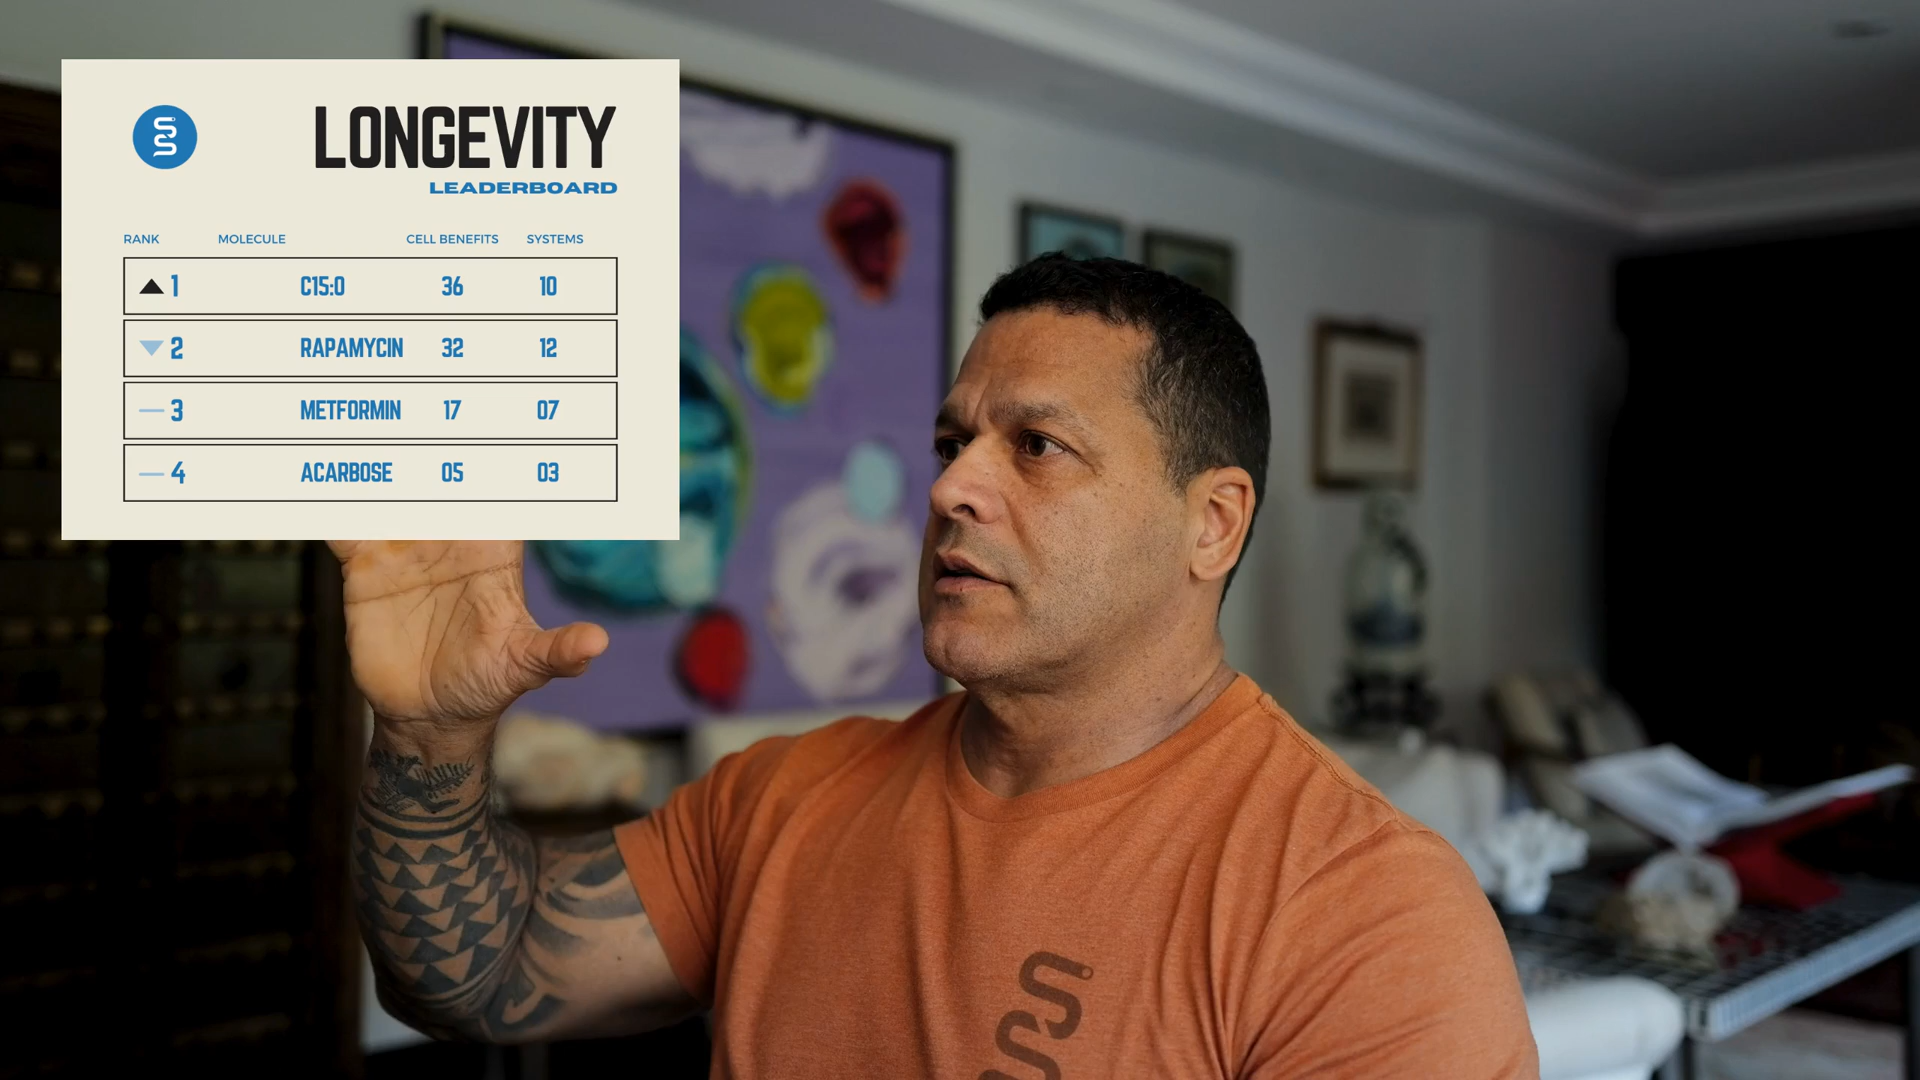 LONGEVITY
LEADERBOARD
RANK MOLECULE CELL BENEFITS SYSTEMS
1 C15:0 36 10
2 RAPAMYCIN 32 12
3 METFORMIN 17 07
4 ACARBOSE 05 03